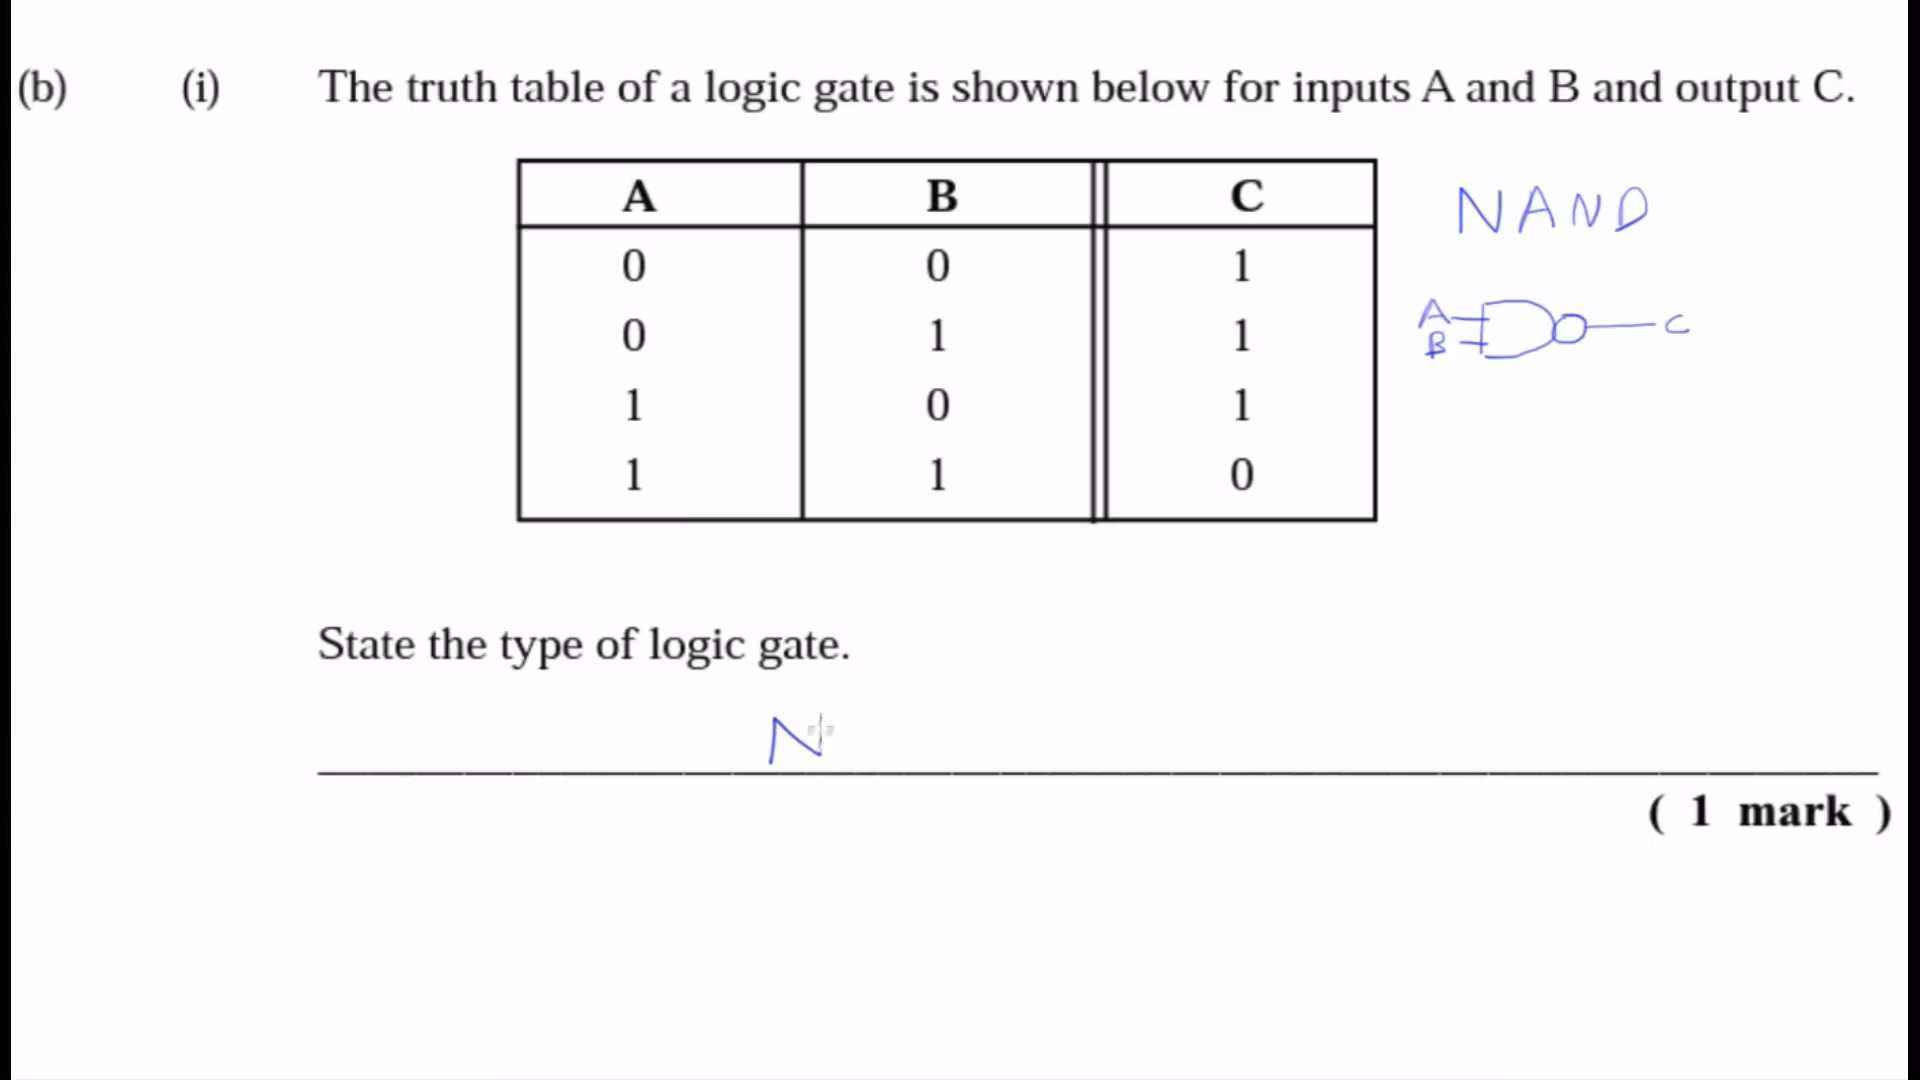 (b) (i) The truth table of a logic gate is shown below for inputs A and B and output C.
A B C
NAND
0 0 1
A
C
0 1 1
B
1 0 1
1 1 0
State the type of logic gate.
N
( 1 mark )